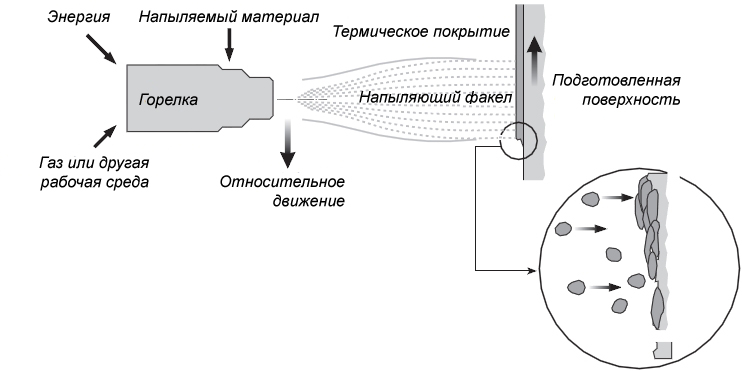 Энергия
Напыляемый материал
Термическое покрытие
Горелка
Напыляющий факел
Подготовленная
поверхность
Газ или другая
рабочая среда
Относительное
движение